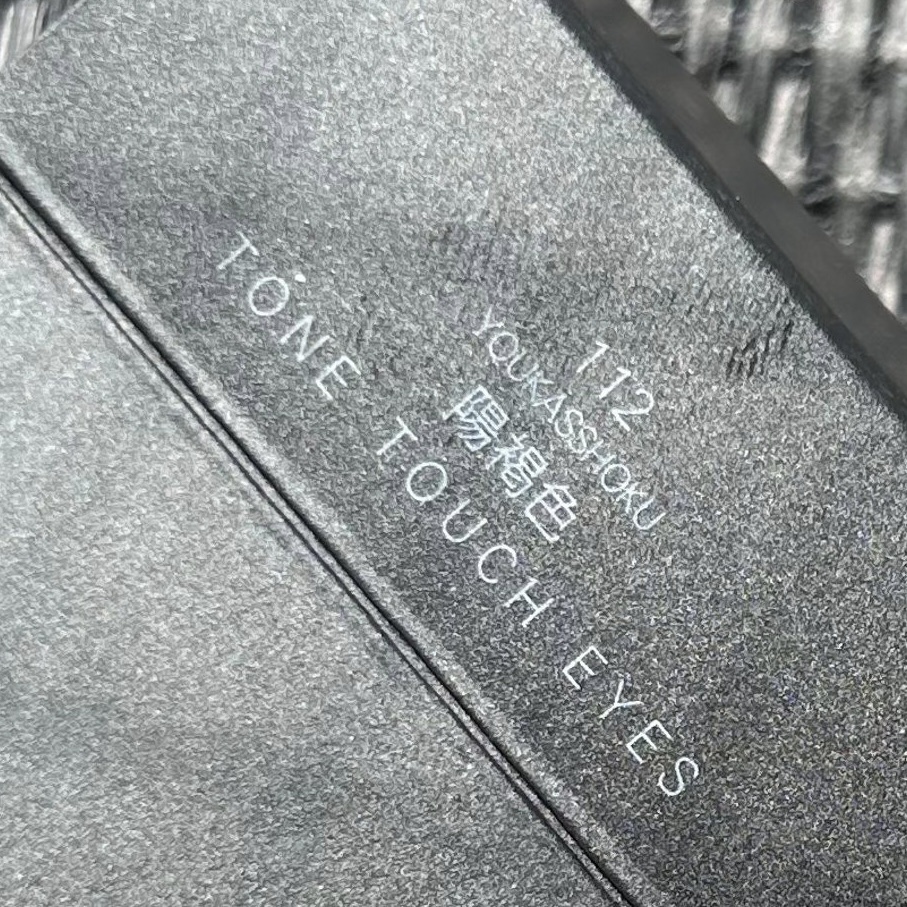 112
YOUKASSHOKU
陽褐色
TONE TOUCH EYES